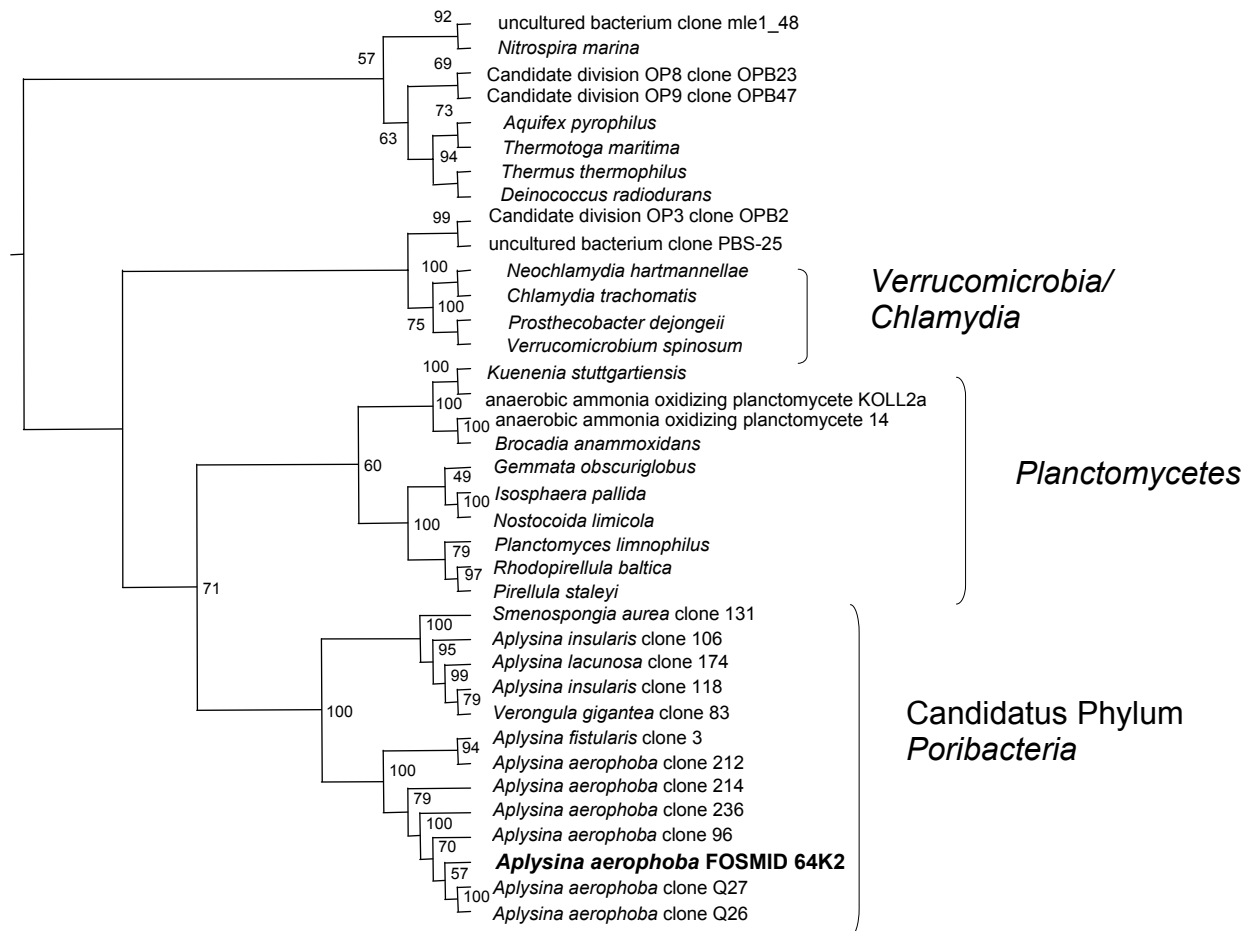 92
uncultured bacterium clone mle1_48
Nitrospira marina
57
69
Candidate division OP8 clone OPB23
Candidate division OP9 clone OPB47
73
Aquifex pyrophilus
63
94
Thermotoga maritima
Thermus thermophilus
Deinococcus radiodurans
99
Candidate division OP3 clone OPB2
uncultured bacterium clone PBS-25
100
Neochlamydia hartmannellae
Chlamydia trachomatis
100
75
Prosthecobacter dejongeii
Verrucomicrobium spinosum
Verrucomicrobia/
Chlamydia
100
Kuenenia stuttgartiensis
anaerobic ammonia oxidizing planctomycete KOLL2a
100
anaerobic ammonia oxidizing planctomycete 14
100
Brocadia anammoxidans
60
Gemmata obscuriglobus
49
Isosphaera pallida
100
Nostocoida limicola
100
Planctomyces limnophilus
79
Rhodopirellula baltica
97
Pirellula staleyi
Planctomycetes
71
Smenospongia aurea clone 131
100
Aplysina insularis clone 106
95
Aplysina lacunosa clone 174
99
Aplysina insularis clone 118
79
Verongula gigantea clone 83
100
Aplysina fistularis clone 3
94
Aplysina aerophoba clone 212
100
Aplysina aerophoba clone 214
79
Aplysina aerophoba clone 236
100
Aplysina aerophoba clone 96
70
Aplysina aerophoba FOSMID 64K2
57
Aplysina aerophoba clone Q27
100
Aplysina aerophoba clone Q26
Candidatus Phylum
Poribacteria